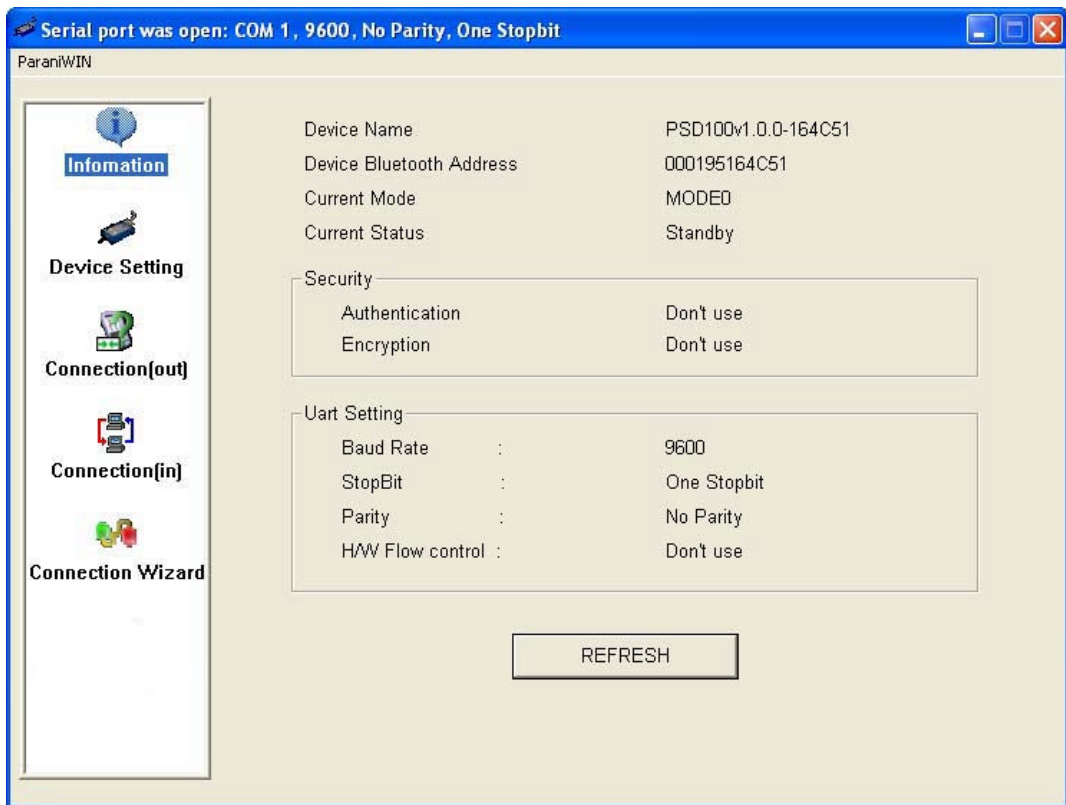 Serial port was open: COM 1, 9600, No Parity, One Stopbit
ParaniWIN
Infomation
Device Setting
Connection(out)
Connection(in)
Connection Wizard
Device Name PSD100v1.0.0-164C51
Device Bluetooth Address 000195164C51
Current Mode MODE0
Current Status Standby
Security
Authentication Don't use
Encryption Don't use
Uart Setting
Baud Rate : 9600
StopBit : One Stopbit
Parity : No Parity
H/W Flow control : Don't use
REFRESH